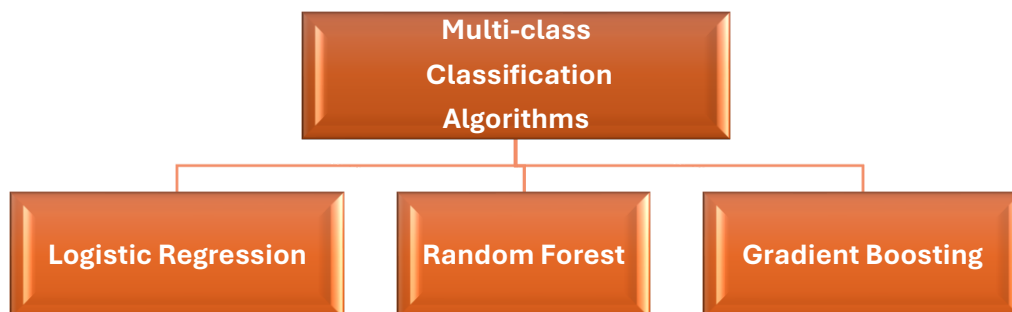 Multi-class
Classification
Algorithms
Logistic Regression
Random Forest
Gradient Boosting